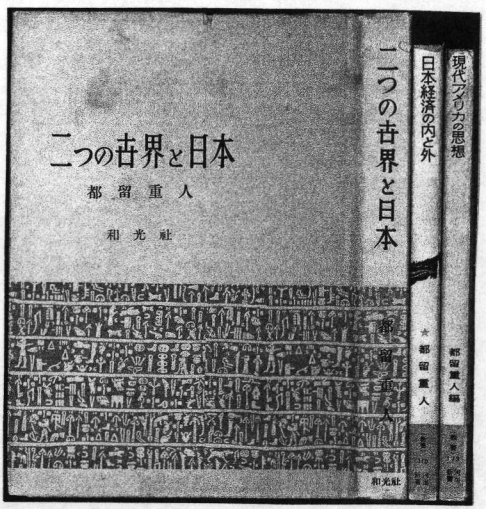 二つの世界と日本
都留重人
和光社
二つの世界と日本
都留重人
和光社
日本経済の内と外
★都留重人
現代アメリカの思想
都留重人編